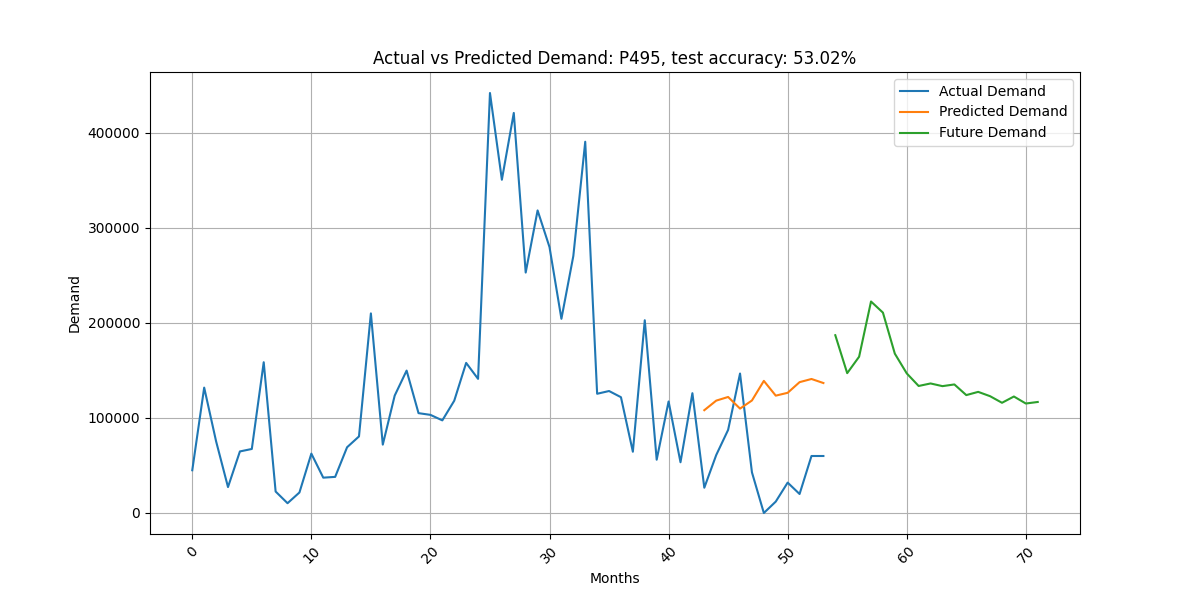 Actual vs Predicted Demand: P495, test accuracy: 53.02%
Actual Demand
Predicted Demand
Future Demand
Demand
400000
300000
200000
100000
0
0 10 20 30 40 50 60 70
Months